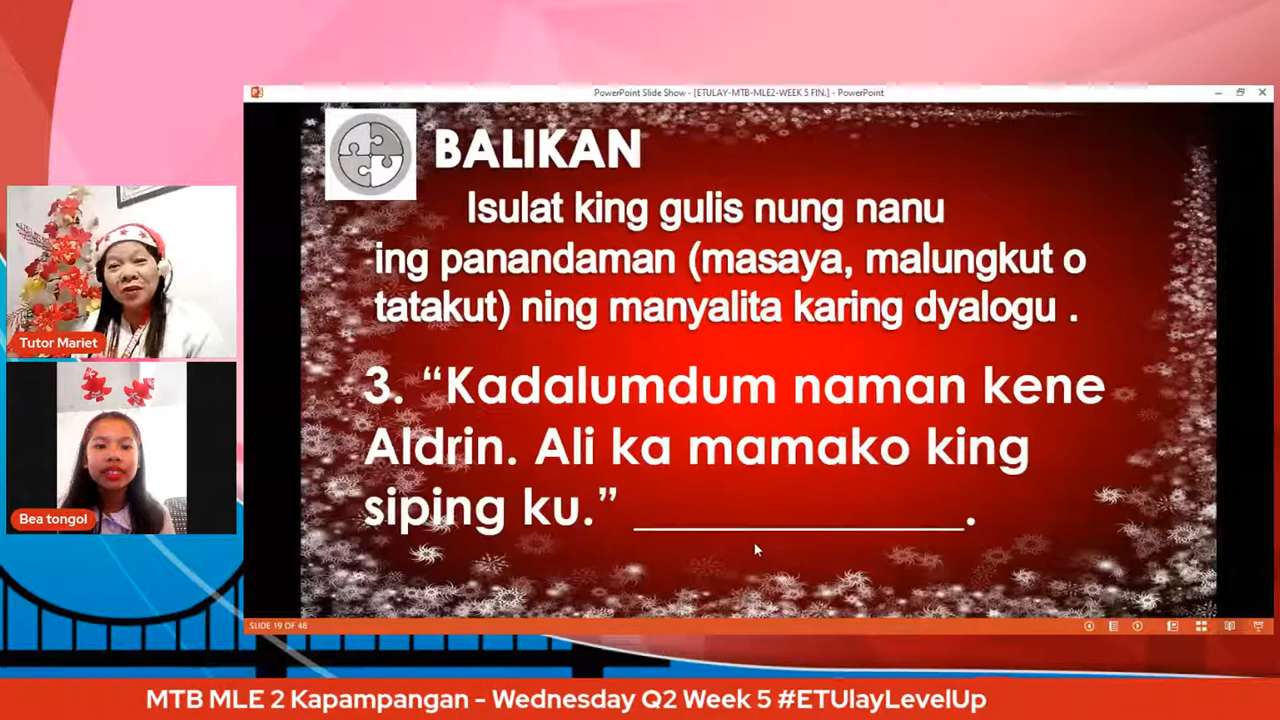 PowerPoint Slide Show - [ETULAY-MTB-MLE2-WEEK 5 FIN.] - PowerPoint
BALIKAN
Isulat king gulis nung nanu
ing panandaman (masaya, malungkut o
tatakut) ning manyalita karing dyalogu .
3. “Kadalumdum naman kene
Aldrin. Ali ka mamako king
siping ku.” ______________.
Tutor Mariet
Bea tongol
SLIDE 19 OF 48
MTB MLE 2 Kapampangan - Wednesday Q2 Week 5 #ETUlayLevelUp